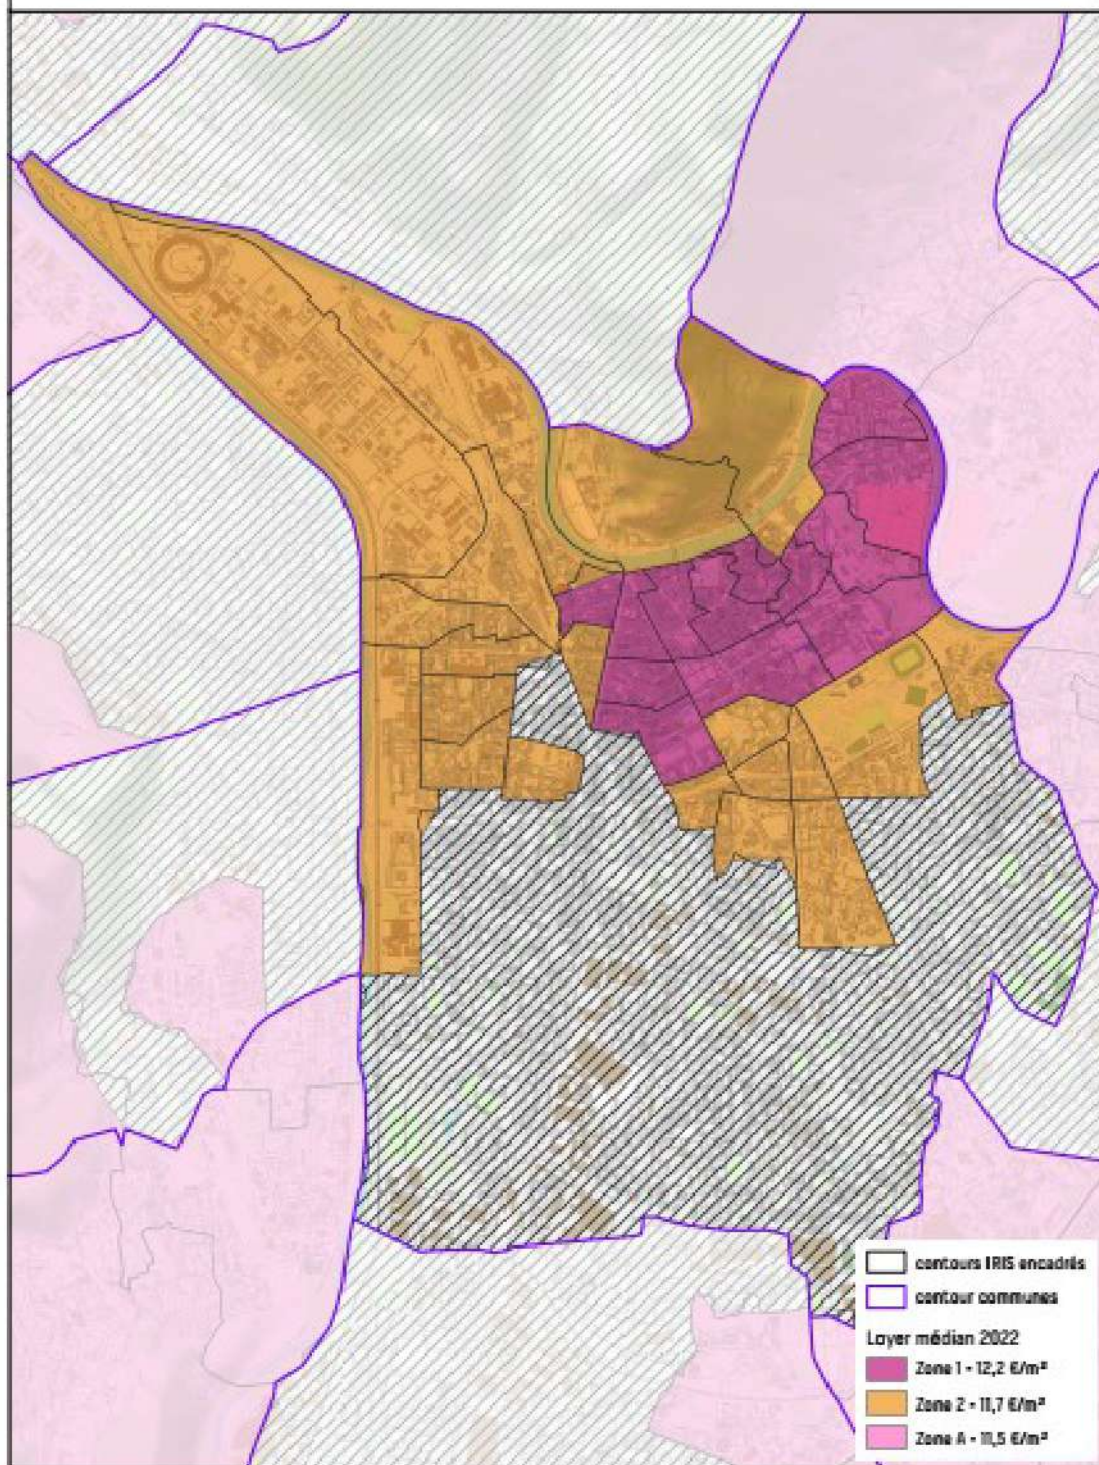 contours IRIS encadrés
contour communes
Loyer médian 2022
Zone 1 - 12,2 €/m²
Zone 2 - 11,7 €/m²
Zone A - 11,5 €/m²